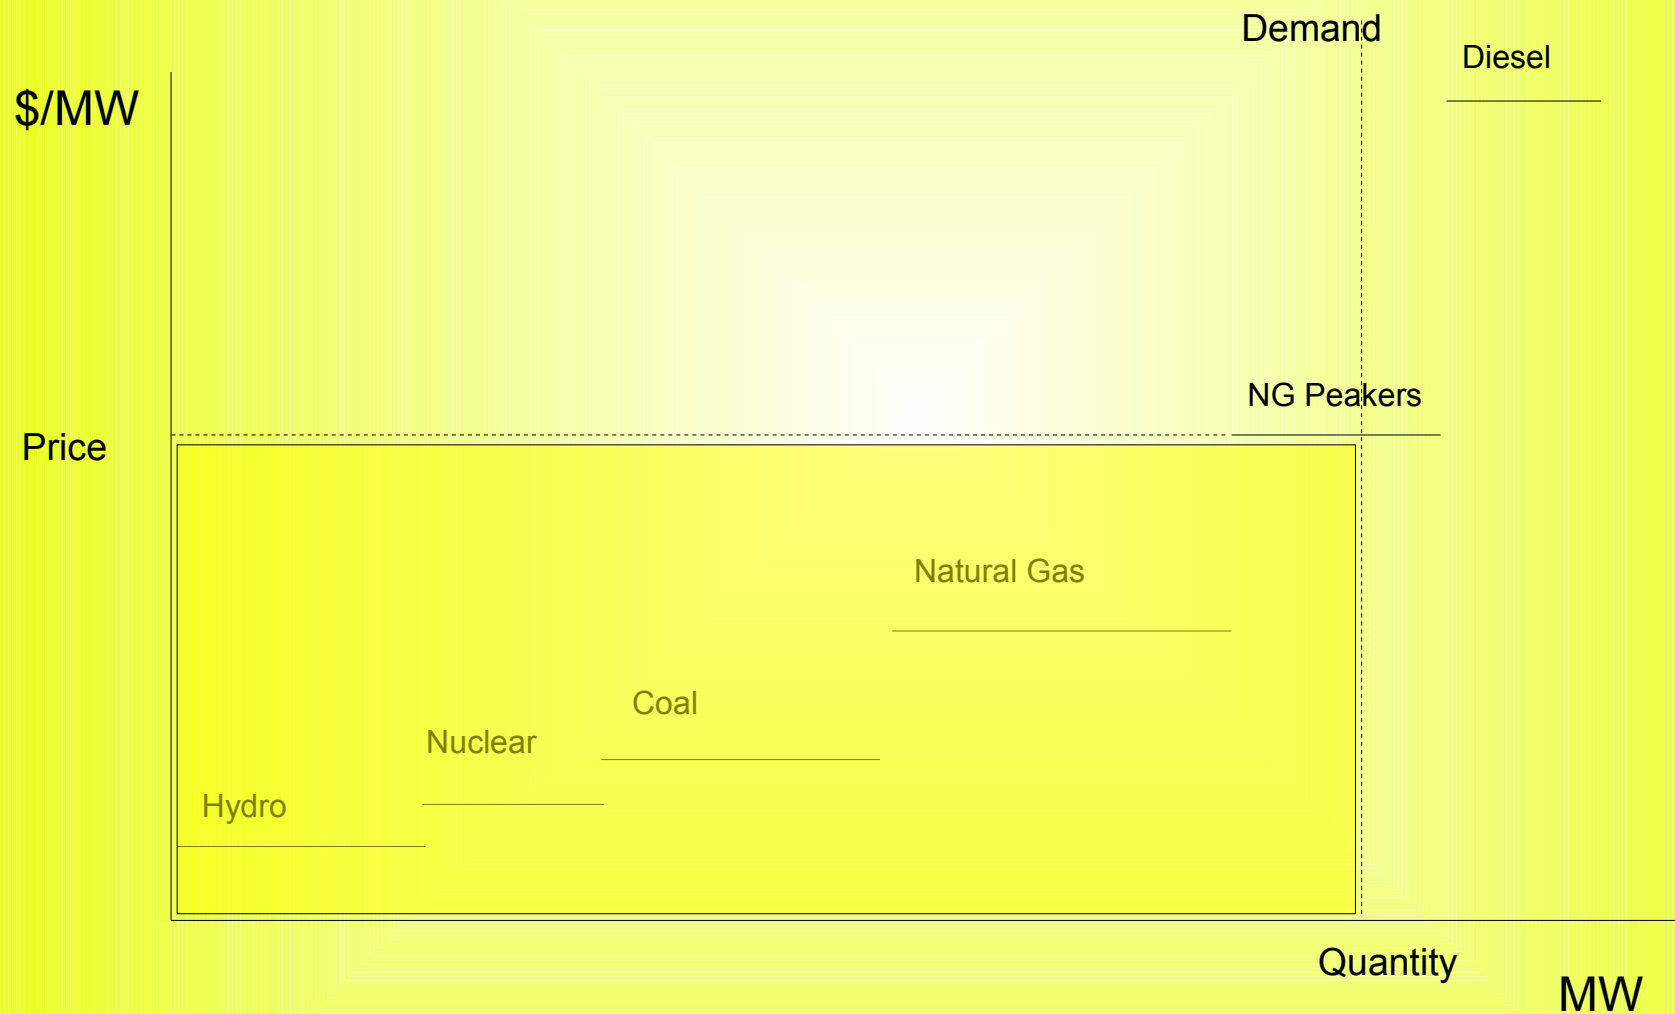 Demand
Diesel
$/MW
NG Peakers
Price
Natural Gas
Coal
Nuclear
Hydro
Quantity
MW